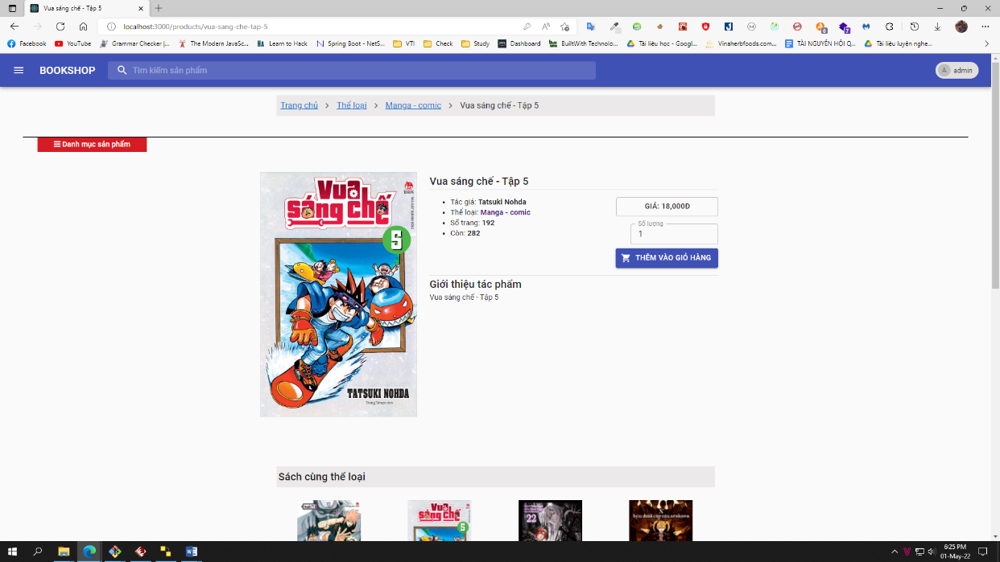 Vua sáng chế - Tập 5
localhost:3000/products/vua-sang-che-tap-5
Facebook
YouTube
Grammar Checker |...
The Modern JavaSc...
Learn to Hack
Spring Boot - NetS...
VTI
Check
Study
Dashboard
BuiltWith Technolo...
Tài liệu học - Googl...
Vinaherbfoods.com...
TÀI NGUYÊN HỘI Q...
Tài liệu luyện nghe...
BOOKSHOP
Tìm kiếm sản phẩm
A admin
Trang chủ > Thể loại > Manga - comic > Vua sáng chế - Tập 5
Danh mục sản phẩm
Vua sáng chế
5
TATSUKI NOHDA
Vua sáng chế - Tập 5
Tác giả: Tatsuki Nohda
Thể loại: Manga - comic
Số trang: 192
Còn: 282
GIÁ: 18,000Đ
Số lượng
1
THÊM VÀO GIỎ HÀNG
Giới thiệu tác phẩm
Vua sáng chế - Tập 5
Sách cùng thể loại
Vua sáng chế
5
22
6:25 PM
01-May-22